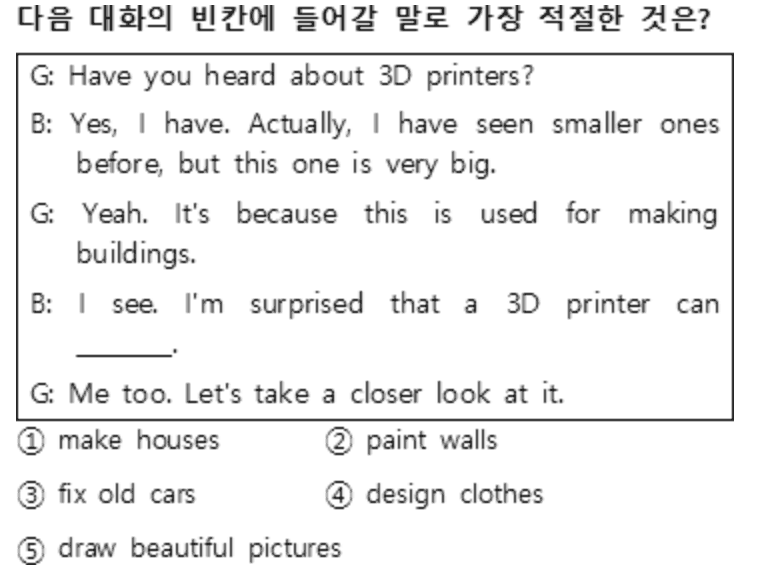 다음 대화의 빈칸에 들어갈 말로 가장 적절한 것은?
G: Have you heard about 3D printers?
B: Yes, I have. Actually, I have seen smaller ones
before, but this one is very big.
G: Yeah. It's because this is used for making
buildings.
B: I see. I'm surprised that a 3D printer can
______.
G: Me too. Let's take a closer look at it.
① make houses ② paint walls
③ fix old cars ④ design clothes
⑤ draw beautiful pictures